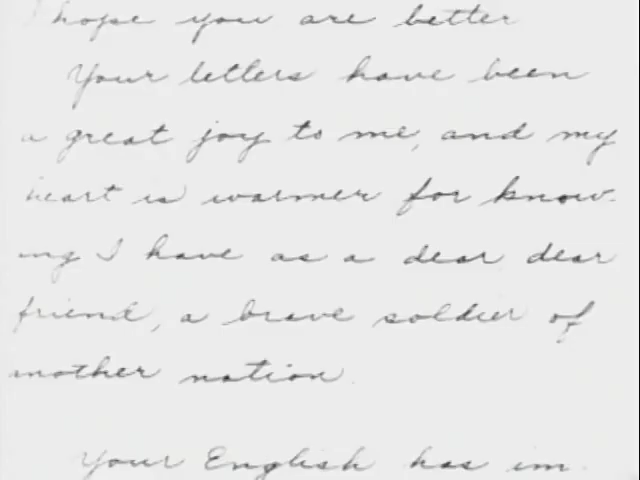 I hope you are better
Your letters have been
a great joy to me, and my
heart is warmer for know-
ing I have as a dear dear
friend, a brave soldier of
mother nation.
Your English has im-